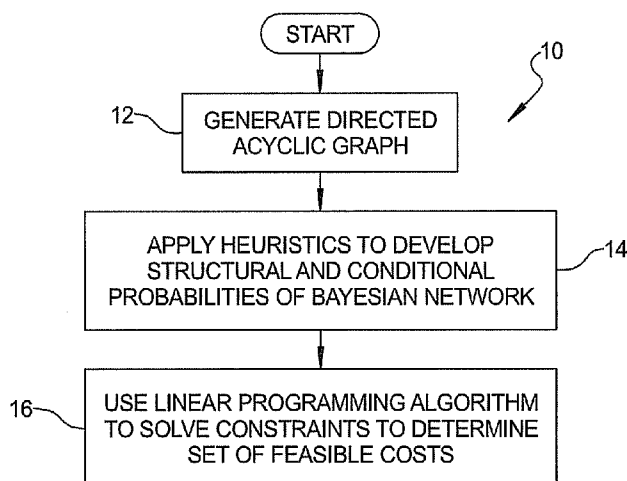 START
10
12
GENERATE DIRECTED
ACYCLIC GRAPH
APPLY HEURISTICS TO DEVELOP
STRUCTURAL AND CONDITIONAL
PROBABILITIES OF BAYESIAN NETWORK
14
16
USE LINEAR PROGRAMMING ALGORITHM
TO SOLVE CONSTRAINTS TO DETERMINE
SET OF FEASIBLE COSTS